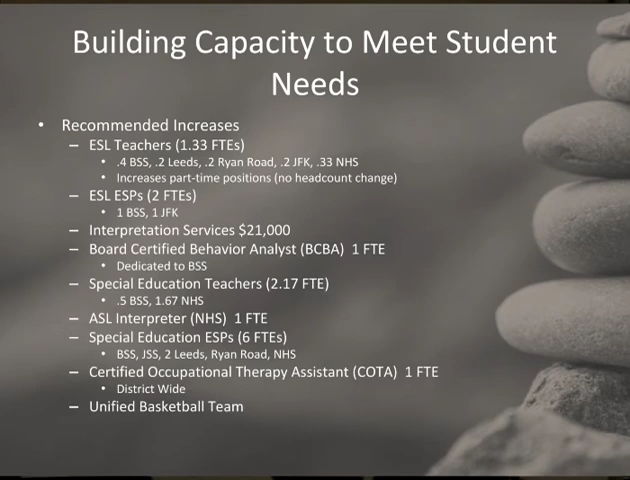 Building Capacity to Meet Student
Needs
• Recommended Increases
– ESL Teachers (1.33 FTEs)
• .4 BSS, .2 Leeds, .2 Ryan Road, .2 JFK, .33 NHS
• Increases part-time positions (no headcount change)
– ESL ESPs (2 FTEs)
• 1 BSS, 1 JFK
– Interpretation Services $21,000
– Board Certified Behavior Analyst (BCBA) 1 FTE
• Dedicated to BSS
– Special Education Teachers (2.17 FTE)
• .5 BSS, 1.67 NHS
– ASL Interpreter (NHS) 1 FTE
– Special Education ESPs (6 FTEs)
• BSS, JSS, 2 Leeds, Ryan Road, NHS
– Certified Occupational Therapy Assistant (COTA) 1 FTE
• District Wide
– Unified Basketball Team